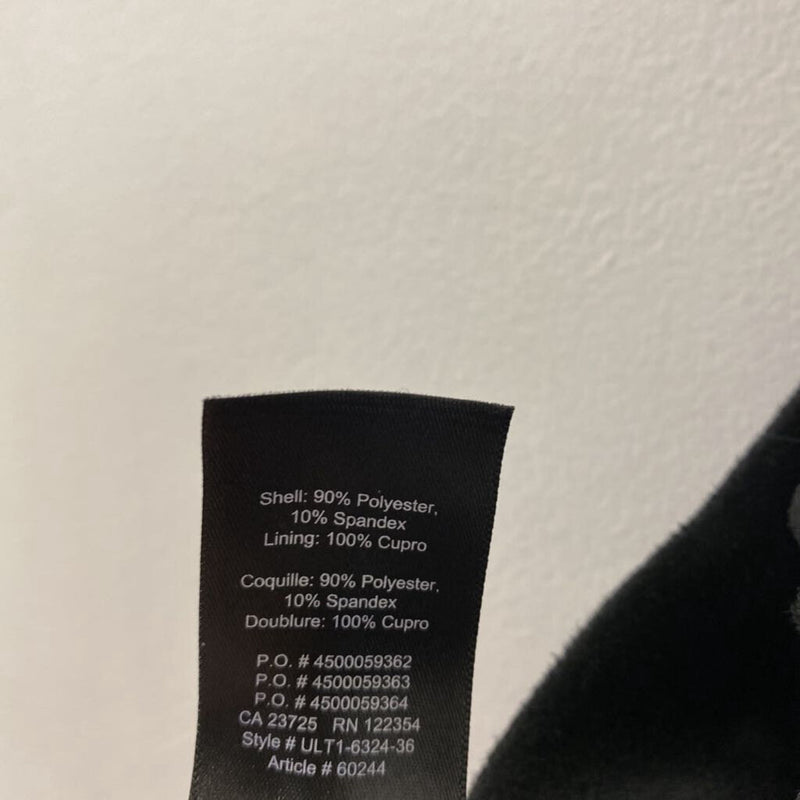 Shell: 90% Polyester,
10% Spandex
Lining: 100% Cupro
Coquille: 90% Polyester,
10% Spandex
Doublure: 100% Cupro
P.O. # 4500059362
P.O. # 4500059363
P.O. # 4500059364
CA 23725 RN 122354
Style # ULT1-6324-36
Article # 60244